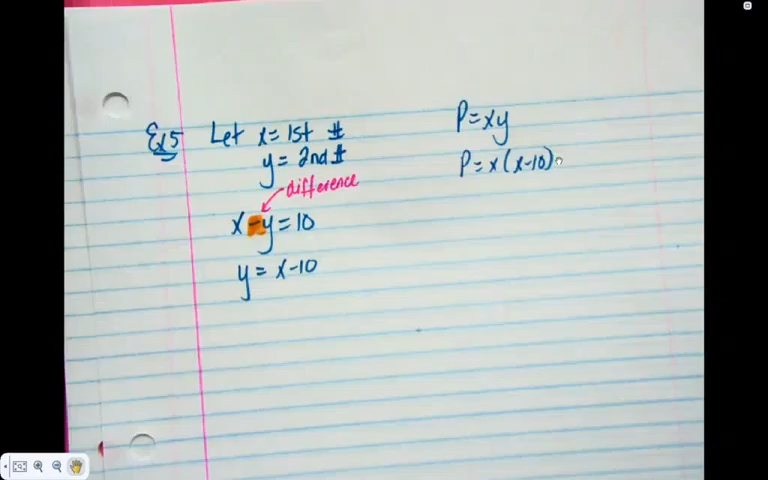 Ex5 Let x = 1st #
y = 2nd #
difference
x - y = 10
y = x - 10
P = xy
P = x(x-10)